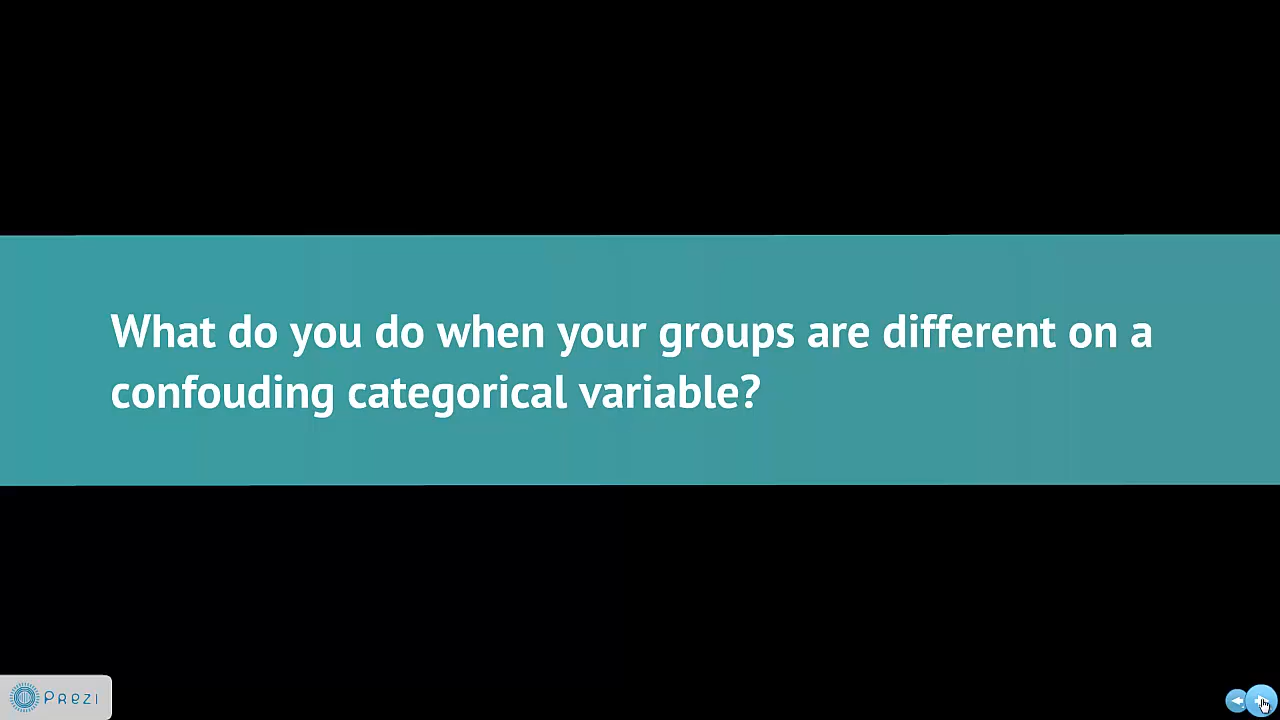 What do you do when your groups are different on a
confouding categorical variable?
Prezi